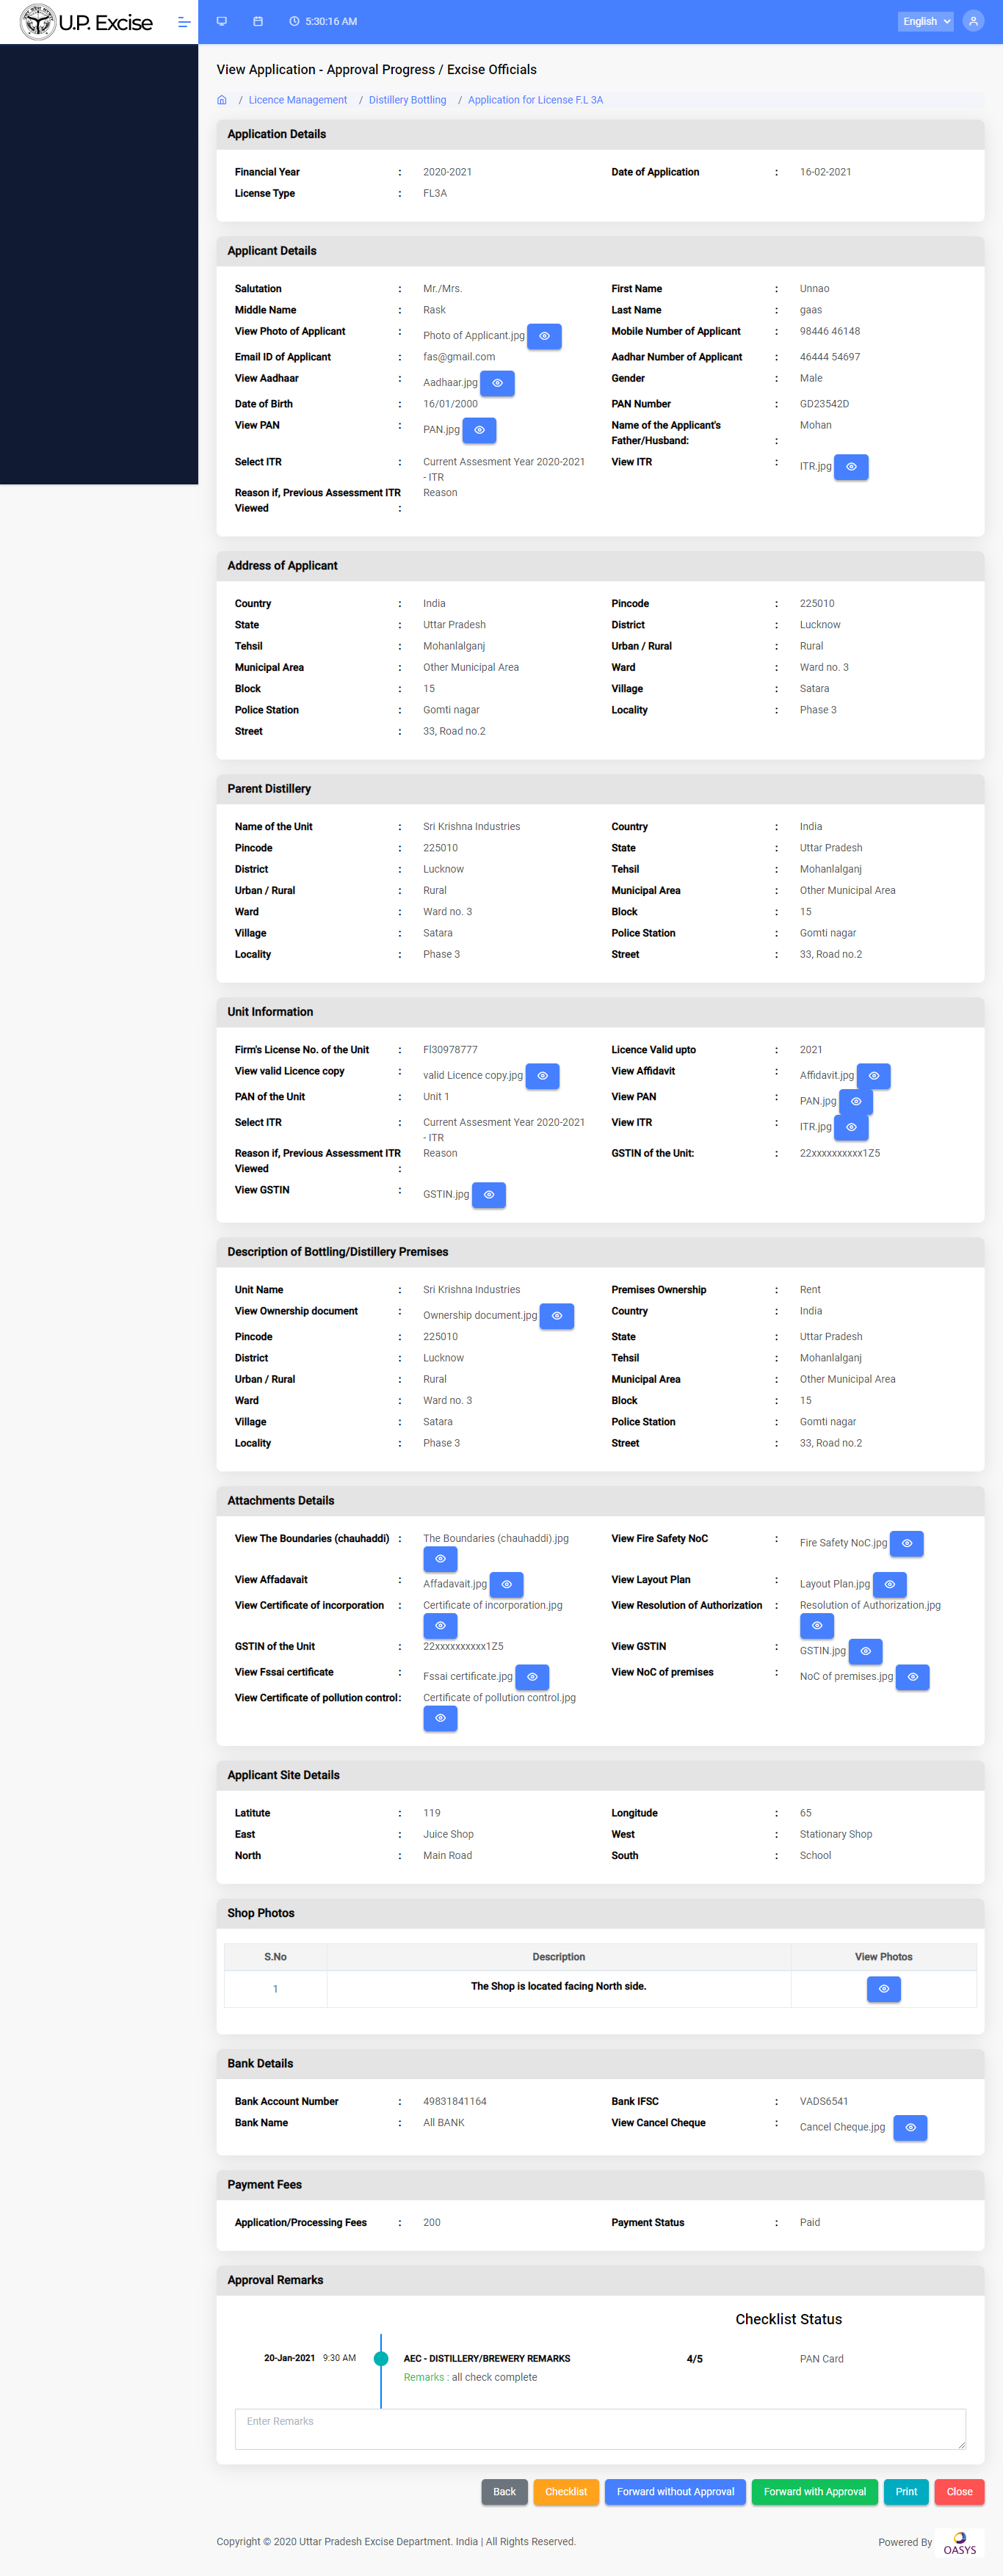 U.P. Excise
5:30:16 AM
English
View Application - Approval Progress / Excise Officials
/ Licence Management / Distillery Bottling / Application for License F.L 3A
Application Details
Financial Year : 2020-2021 Date of Application : 16-02-2021
License Type : FL3A
Applicant Details
Salutation : Mr./Mrs. First Name : Unnao
Middle Name : Rask Last Name : gaas
View Photo of Applicant : Photo of Applicant.jpg Mobile Number of Applicant : 98446 46148
Email ID of Applicant : fas@gmail.com Aadhar Number of Applicant : 46444 54697
View Aadhaar : Aadhaar.jpg Gender : Male
Date of Birth : 16/01/2000 PAN Number : GD23542D
View PAN : PAN.jpg Name of the Applicant's Mohan
Father/Husband: :
Select ITR : Current Assesment Year 2020-2021 View ITR : ITR.jpg
- ITR
Reason if, Previous Assessment ITR Reason
Viewed :
Address of Applicant
Country : India Pincode : 225010
State : Uttar Pradesh District : Lucknow
Tehsil : Mohanlalganj Urban / Rural : Rural
Municipal Area : Other Municipal Area Ward : Ward no. 3
Block : 15 Village : Satara
Police Station : Gomti nagar Locality : Phase 3
Street : 33, Road no.2
Parent Distillery
Name of the Unit : Sri Krishna Industries Country : India
Pincode : 225010 State : Uttar Pradesh
District : Lucknow Tehsil : Mohanlalganj
Urban / Rural : Rural Municipal Area : Other Municipal Area
Ward : Ward no. 3 Block : 15
Village : Satara Police Station : Gomti nagar
Locality : Phase 3 Street : 33, Road no.2
Unit Information
Firm's License No. of the Unit : Fl30978777 Licence Valid upto : 2021
View valid Licence copy : valid Licence copy.jpg View Affidavit : Affidavit.jpg
PAN of the Unit : Unit 1 View PAN : PAN.jpg
Select ITR : Current Assesment Year 2020-2021 View ITR : ITR.jpg
- ITR
Reason if, Previous Assessment ITR Reason GSTIN of the Unit: : 22xxxxxxxxxx1Z5
Viewed :
View GSTIN : GSTIN.jpg
Description of Bottling/Distillery Premises
Unit Name : Sri Krishna Industries Premises Ownership : Rent
View Ownership document : Ownership document.jpg Country : India
Pincode : 225010 State : Uttar Pradesh
District : Lucknow Tehsil : Mohanlalganj
Urban / Rural : Rural Municipal Area : Other Municipal Area
Ward : Ward no. 3 Block : 15
Village : Satara Police Station : Gomti nagar
Locality : Phase 3 Street : 33, Road no.2
Attachments Details
View The Boundaries (chauhaddi) : The Boundaries (chauhaddi).jpg View Fire Safety NoC : Fire Safety NoC.jpg
View Affadavait : Affadavait.jpg View Layout Plan : Layout Plan.jpg
View Certificate of incorporation : Certificate of incorporation.jpg View Resolution of Authorization : Resolution of Authorization.jpg
GSTIN of the Unit : 22xxxxxxxxxx1Z5 View GSTIN : GSTIN.jpg
View Fssai certificate : Fssai certificate.jpg View NoC of premises : NoC of premises.jpg
View Certificate of pollution control : Certificate of pollution control.jpg
Applicant Site Details
Latitute : 119 Longitude : 65
East : Juice Shop West : Stationary Shop
North : Main Road South : School
Shop Photos
S.No Description View Photos
1 The Shop is located facing North side.
Bank Details
Bank Account Number : 49831841164 Bank IFSC : VADS6541
Bank Name : All BANK View Cancel Cheque : Cancel Cheque.jpg
Payment Fees
Application/Processing Fees : 200 Payment Status : Paid
Approval Remarks
Checklist Status
20-Jan-2021 9:30 AM AEC - DISTILLERY/BREWERY REMARKS 4/5 PAN Card
Remarks : all check complete
Enter Remarks
Back Checklist Forward without Approval Forward with Approval Print Close
Copyright © 2020 Uttar Pradesh Excise Department. India | All Rights Reserved. Powered By OASYS